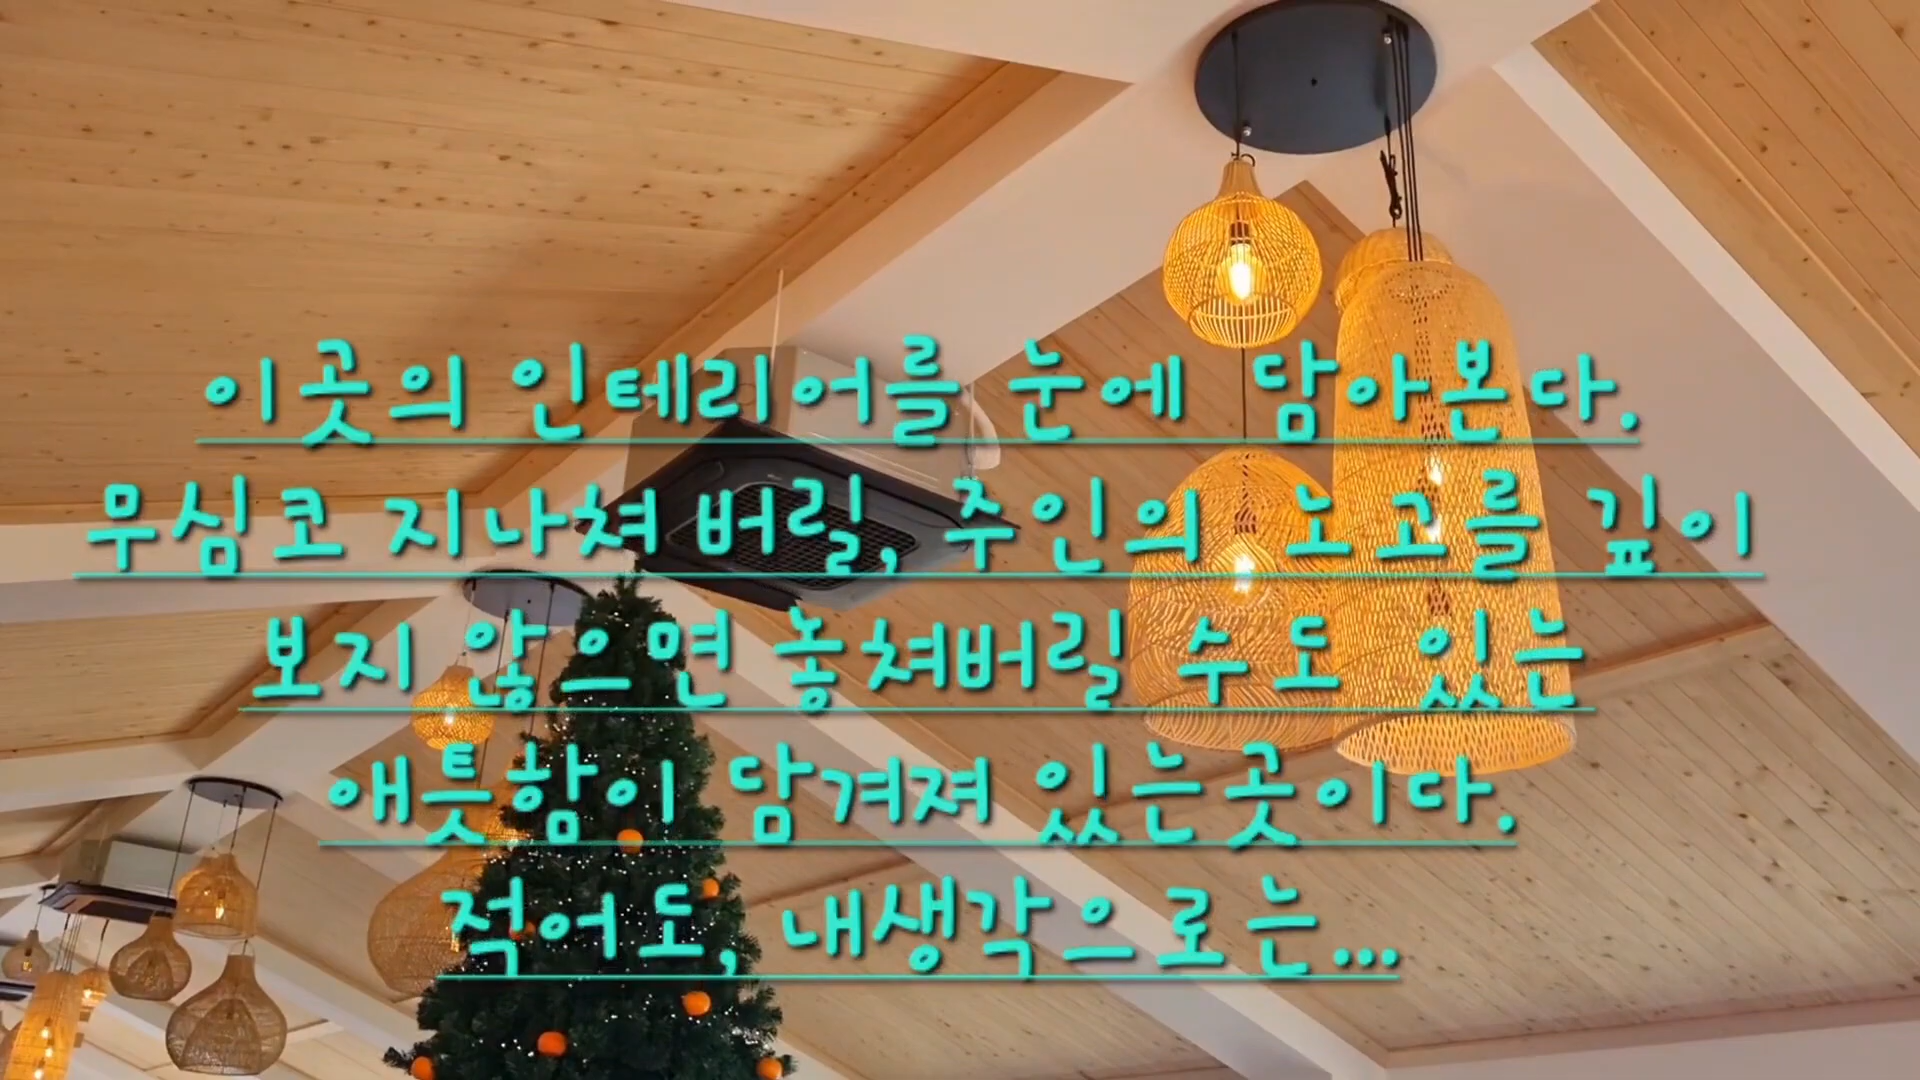 이곳의 인테리어를 눈에 담아본다.
무심코 지나쳐 버릴, 주인의 노고를 깊이
보지 않으면 놓쳐버릴 수도 있는
애틋함이 담겨져 있는곳이다.
적어도, 내생각으로는...